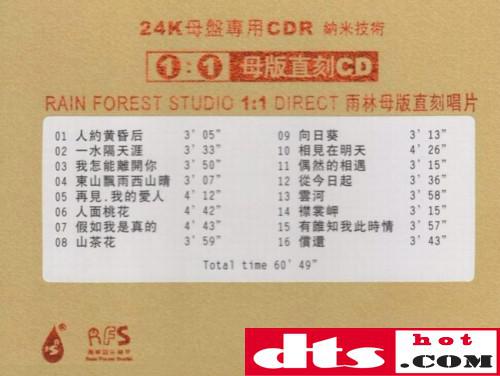 24K母盤專用CDR 納米技術
1:1 母版直刻CD
RAIN FOREST STUDIO 1:1 DIRECT 雨林母版直刻唱片
01 人約黄昏后 3′05″
02 一水隔天涯 3′33″
03 我怎能離開你 3′50″
04 東山飄雨西山晴 3′07″
05 再見.我的愛人 4′12″
06 人面桃花 4′42″
07 假如我是真的 4′43″
08 山茶花 3′59″
09 向日葵 3′13″
10 相見在明天 4′26″
11 偶然的相遇 3′15″
12 從今日起 3′36″
13 雲河 3′58″
14 襟裳岬 3′15″
15 有誰知我此時情 3′57″
16 償還 3′43″
Total time 60′49″
RFS
Rain Forest Studio
dts
hot
.COM